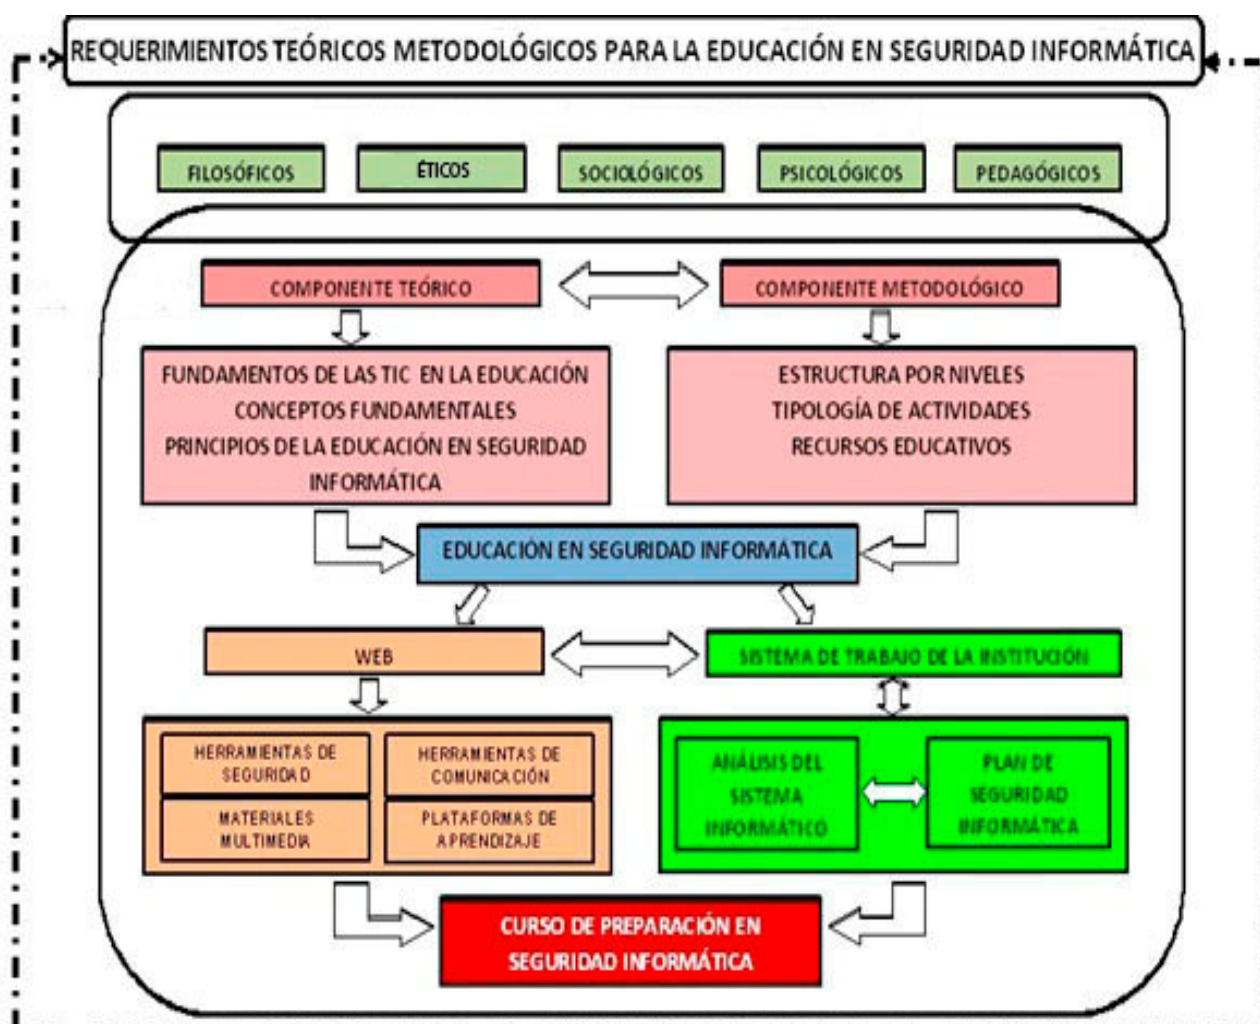 REQUERIMIENTOS TEÓRICOS METODOLÓGICOS PARA LA EDUCACIÓN EN SEGURIDAD INFORMÁTICA
FILOSÓFICOS
ÉTICOS
SOCIOLÓGICOS
PSICOLÓGICOS
PEDAGÓGICOS
COMPONENTE TEÓRICO
COMPONENTE METODOLÓGICO
FUNDAMENTOS DE LAS TIC EN LA EDUCACIÓN
CONCEPTOS FUNDAMENTALES
PRINCIPIOS DE LA EDUCACIÓN EN SEGURIDAD
INFORMÁTICA
ESTRUCTURA POR NIVELES
TIPOLOGÍA DE ACTIVIDADES
RECURSOS EDUCATIVOS
EDUCACIÓN EN SEGURIDAD INFORMÁTICA
WEB
SISTEMA DE TRABAJO DE LA INSTITUCIÓN
HERRAMIENTAS DE
SEGURIDAD
HERRAMIENTAS DE
COMUNICACIÓN
MATERIALES
MULTIMEDIA
PLATAFORMAS DE
APRENDIZAJE
ANÁLISIS DEL
SISTEMA
INFORMÁTICO
PLAN DE
SEGURIDAD
INFORMÁTICA
CURSO DE PREPARACIÓN EN
SEGURIDAD INFORMÁTICA